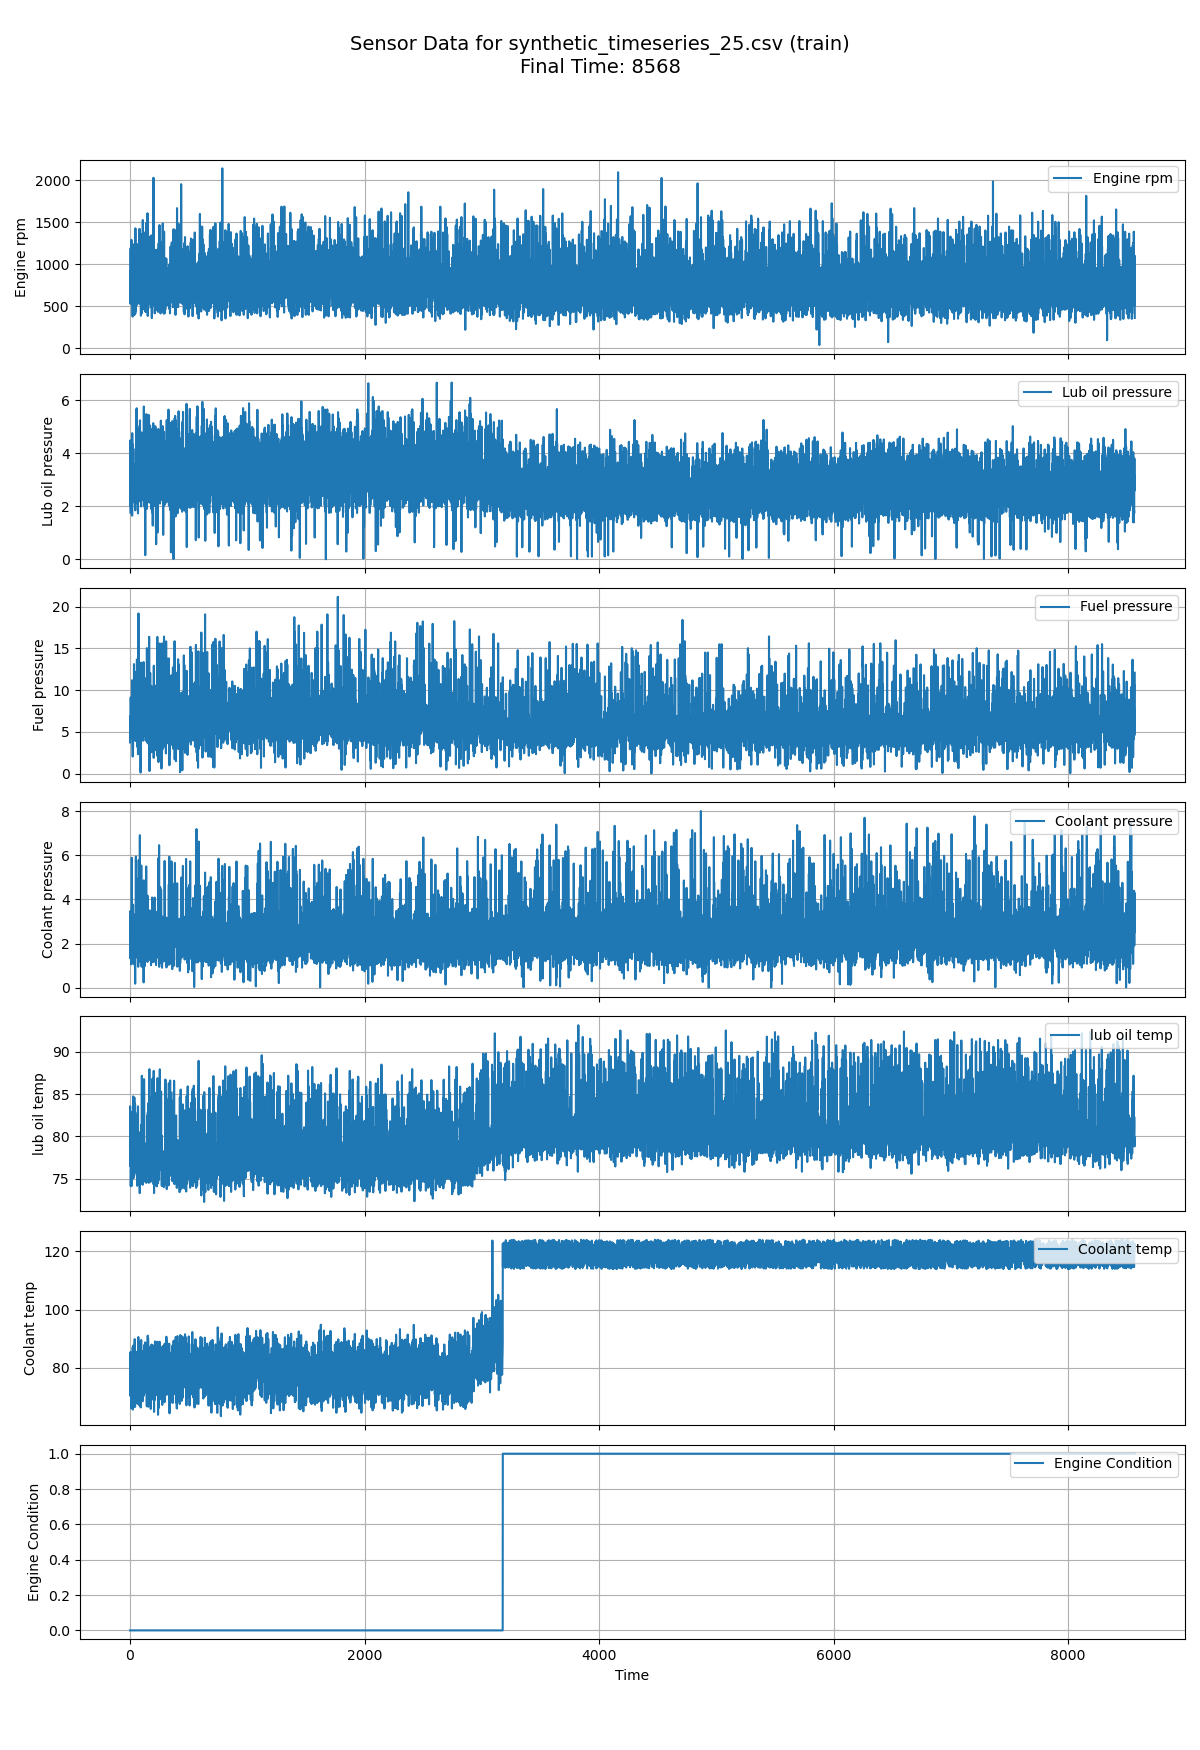 Sensor Data for synthetic_timeseries_25.csv (train)
Final Time: 8568
2000
1500
1000
500
0
Engine rpm
Engine rpm
6
4
2
0
Lub oil pressure
Lub oil pressure
20
15
10
5
0
Fuel pressure
Fuel pressure
8
6
4
2
0
Coolant pressure
Coolant pressure
90
85
80
75
lub oil temp
lub oil temp
120
100
80
Coolant temp
Coolant temp
1.0
0.8
0.6
0.4
0.2
0.0
Engine Condition
Engine Condition
0 2000 4000 6000 8000
Time